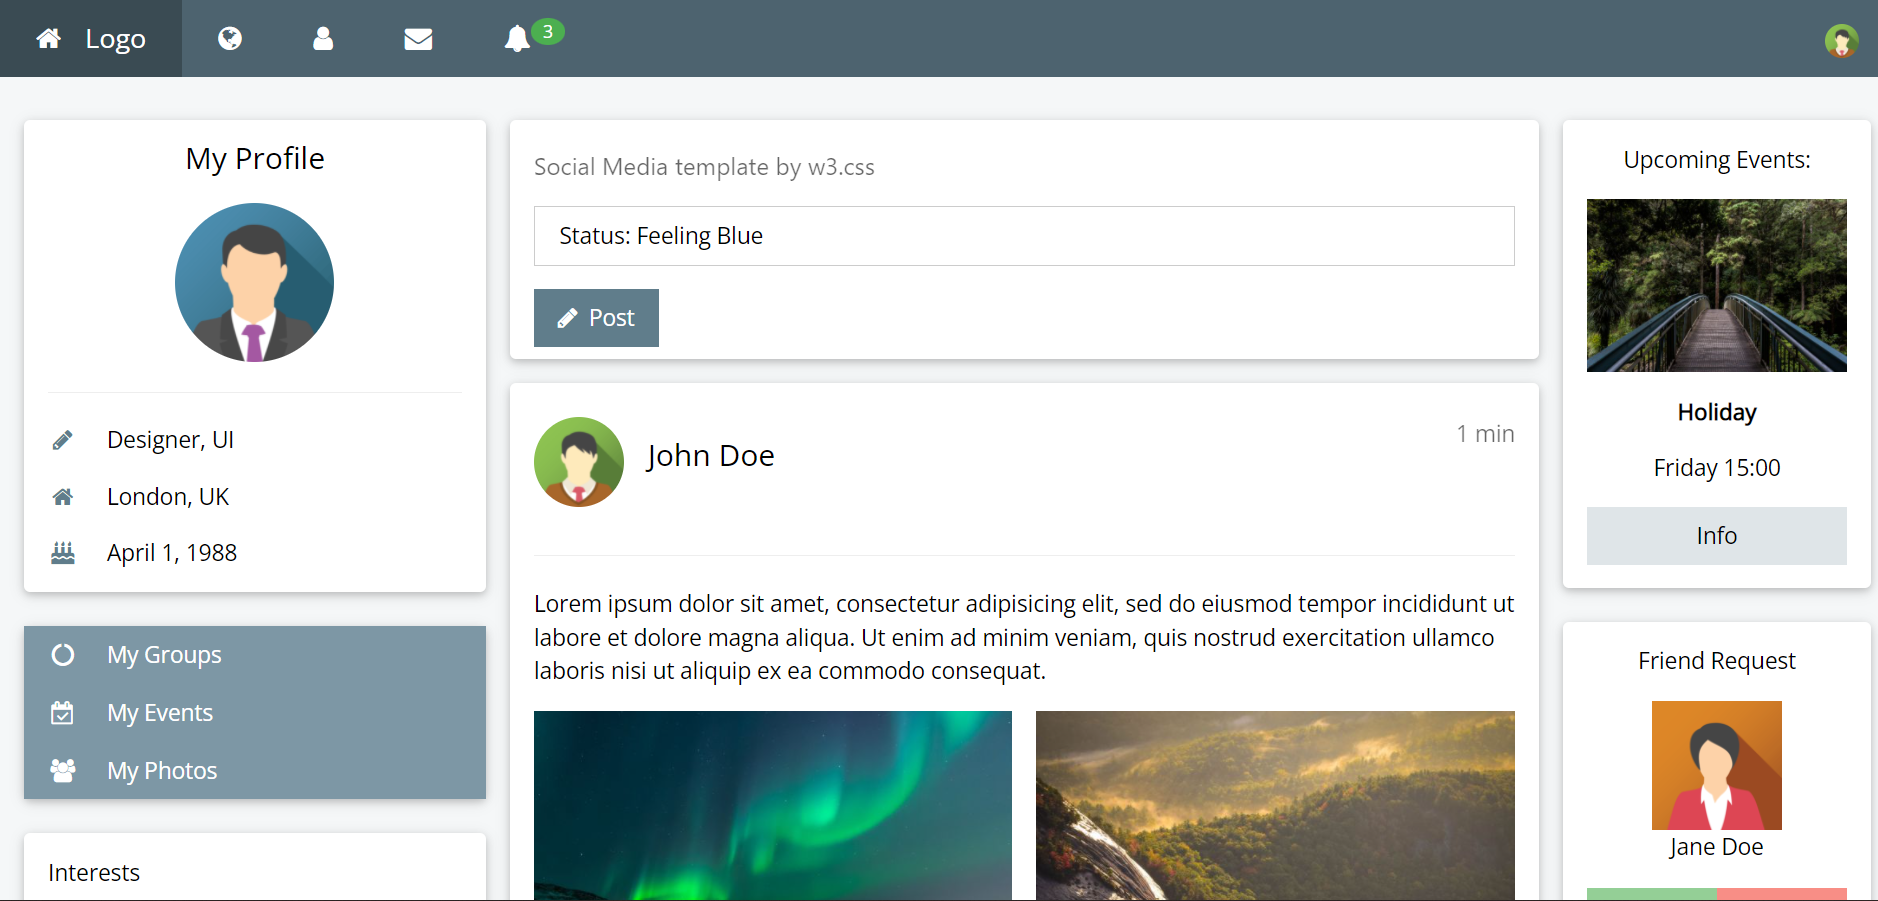 Logo
3
My Profile
Designer, UI
London, UK
April 1, 1988
My Groups
My Events
My Photos
Interests
Social Media template by w3.css
Status: Feeling Blue
Post
John Doe
1 min
Lorem ipsum dolor sit amet, consectetur adipisicing elit, sed do eiusmod tempor incididunt ut
labore et dolore magna aliqua. Ut enim ad minim veniam, quis nostrud exercitation ullamco
laboris nisi ut aliquip ex ea commodo consequat.
Upcoming Events:
Holiday
Friday 15:00
Info
Friend Request
Jane Doe